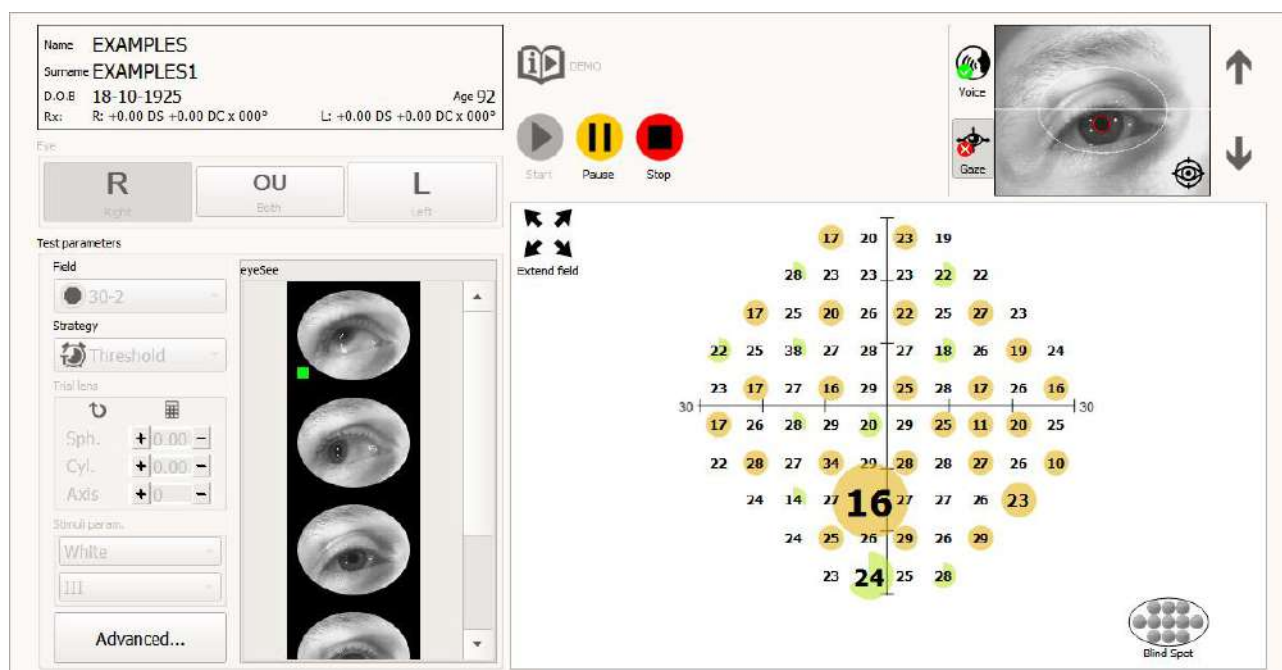 Name EXAMPLES
Surname EXAMPLES1
D.O.B 18-10-1925 Age 92
Rx: R: +0.00 DS +0.00 DC x 000° L: +0.00 DS +0.00 DC x 000°
DEMO
Start Pause Stop
Voice
Gaze
Eye
R OU L
Right Both Left
Test parameters
Field
30-2
Strategy
Threshold
Trial lens
Sph. + 0.00 -
Cyl. + 0.00 -
Axis + 0 -
Stimuli param.
White
III
Advanced...
eyeSee
Extend field
17 20 23 19
28 23 23 23 22 22
17 25 20 26 22 25 27 23
22 25 38 27 28 27 18 26 19 24
23 17 27 16 29 25 28 17 26 16
30 30
17 26 28 29 20 29 25 11 20 25
22 28 27 34 29 28 28 27 26 10
24 14 27 16 27 27 26 23
24 25 26 29 26 29
23 24 25 28
Blind Spot